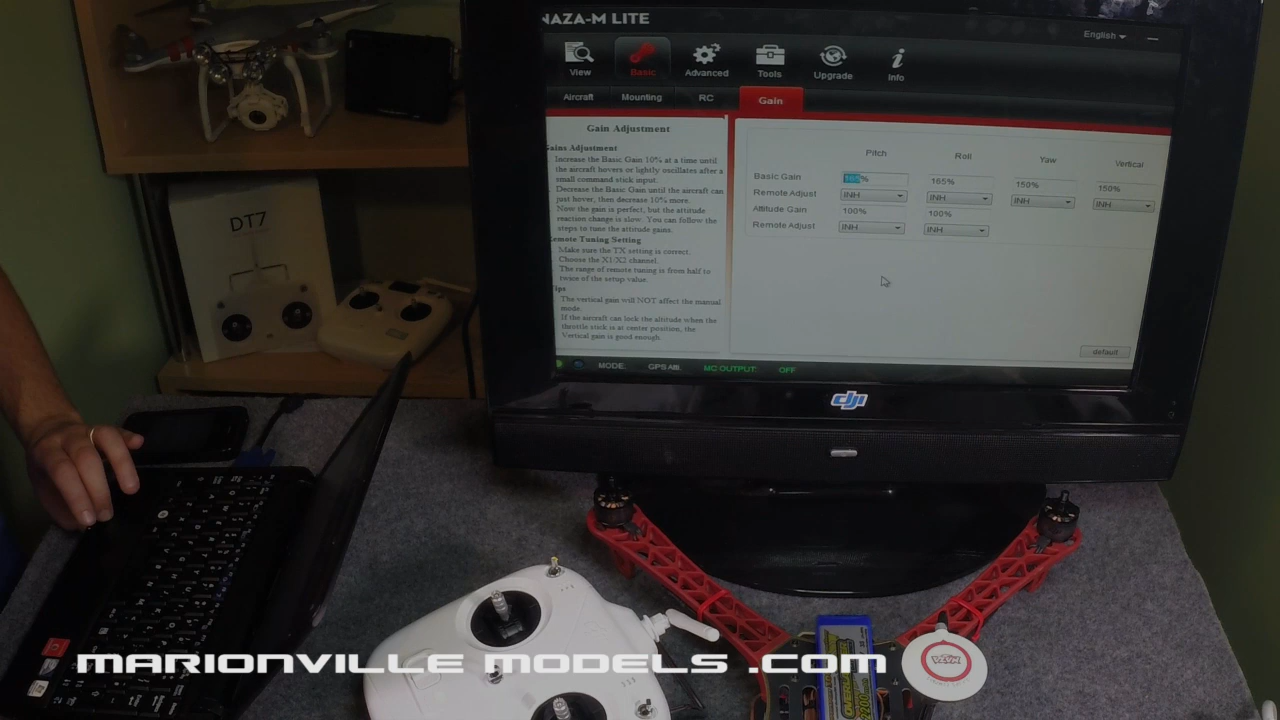 NAZA-M LITE
English
View
Basic
Advanced
Tools
Upgrade
Info
Aircraft
Mounting
RC
Gain
Gain Adjustment
Gains Adjustment
Increase the Basic Gain 10% at a time until
the aircraft hovers or lightly oscillates after a
small command stick input.
Decrease the Basic Gain until the aircraft can
just hover, then decrease 10% more.
Now the gain is perfect, but the attitude
reaction change is slow. You can follow the
steps to tune the attitude gains.
Remote Tuning Setting
Make sure the TX setting is correct.
Choose the X1/X2 channel.
The range of remote tuning is from half to
twice of the setup value.
Tips
The vertical gain will NOT affect the manual
mode.
If the aircraft can lock the altitude when the
throttle stick is at center position, the
Vertical gain is good enough.
Pitch Roll Yaw Vertical
Basic Gain % 165% 150% 150%
Remote Adjust INH INH INH INH
Attitude Gain 100% 100%
Remote Adjust INH INH
default
MODE: GPS Atti. MC OUTPUT: OFF
dji
DT7
MARIONVILLE MODELS .COM
2200